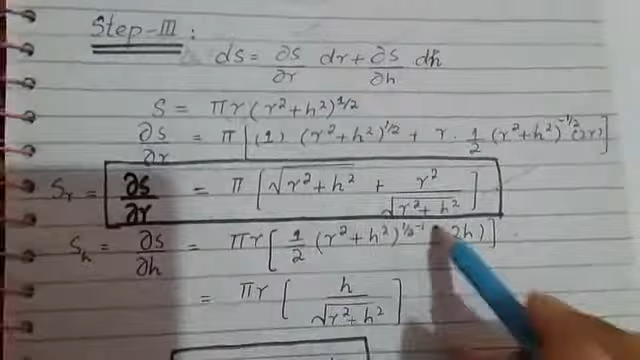 Step-III :
ds = ∂s/∂r dr + ∂s/∂h dh
S = πr(r²+h²)^1/2
∂s/∂r = π[(1) (r²+h²)^1/2 + r · 1/2 (r²+h²)^-1/2 (2r)]
Sr = ∂s/∂r = π[√(r²+h²) + r²/√(r²+h²)]
Sh = ∂s/∂h = πr[1/2 (r²+h²)^1/2-1 2h)]
= πr[h/√(r²+h²)]